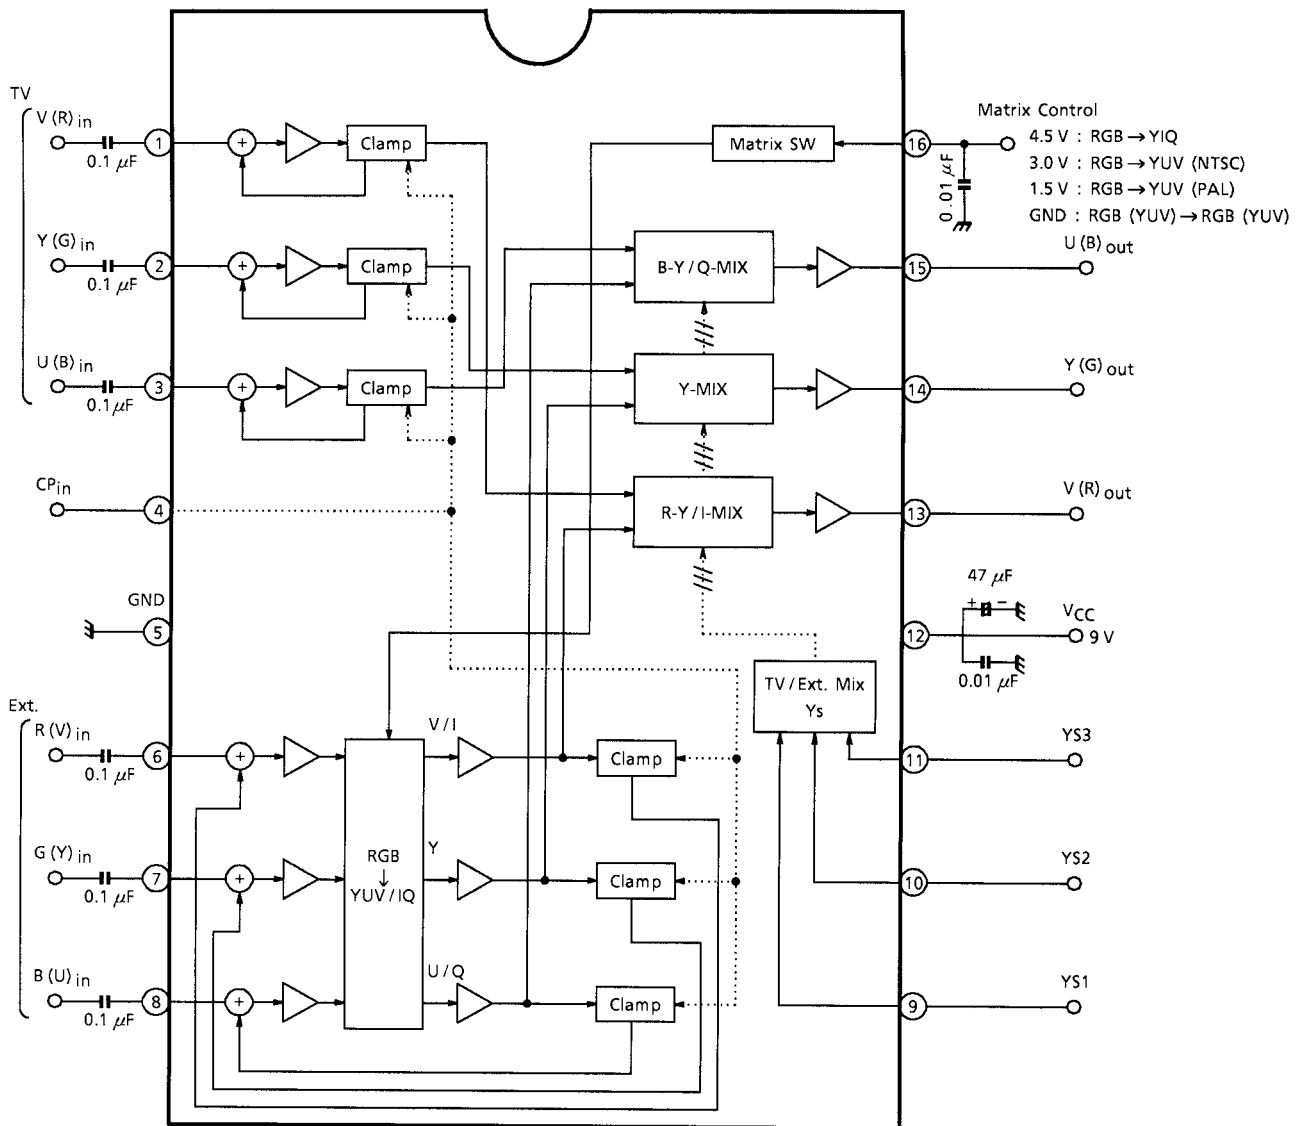 TV
V (R) in
0.1 μF
1
+
Clamp
Y (G) in
0.1 μF
2
+
Clamp
U (B) in
0.1 μF
3
+
Clamp
CPin
4
GND
5
Ext.
R (V) in
0.1 μF
6
+
G (Y) in
0.1 μF
7
+
B (U) in
0.1 μF
8
+
RGB
↓
YUV / IQ
V / I
Y
U / Q
Clamp
Clamp
Clamp
Matrix SW
B-Y / Q-MIX
Y-MIX
R-Y / I-MIX
TV / Ext. Mix
Ys
16
0.01 μF
Matrix Control
4.5 V : RGB → YIQ
3.0 V : RGB → YUV (NTSC)
1.5 V : RGB → YUV (PAL)
GND : RGB (YUV) → RGB (YUV)
U (B) out
15
Y (G) out
14
V (R) out
13
47 μF
+ −
VCC
12
9 V
0.01 μF
YS3
11
YS2
10
YS1
9